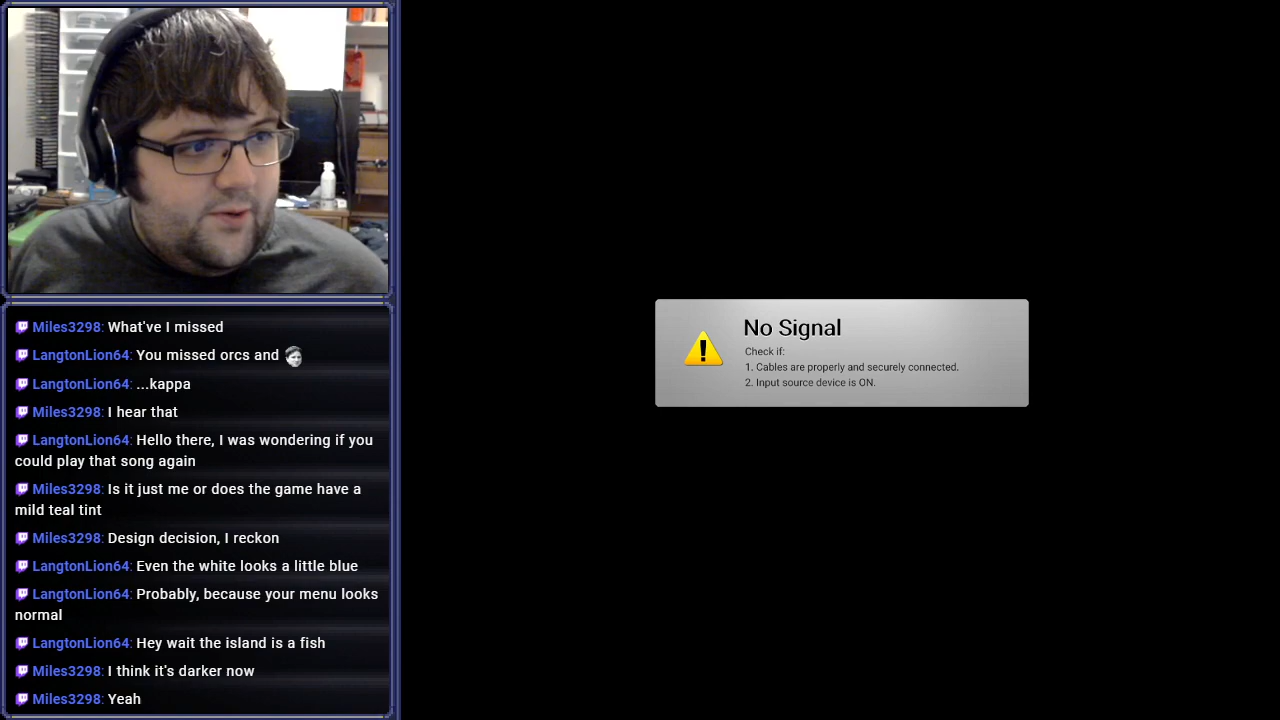 Miles3298: What've I missed
LangtonLion64: You missed orcs and
LangtonLion64: ...kappa
Miles3298: I hear that
LangtonLion64: Hello there, I was wondering if you
could play that song again
Miles3298: Is it just me or does the game have a
mild teal tint
Miles3298: Design decision, I reckon
LangtonLion64: Even the white looks a little blue
LangtonLion64: Probably, because your menu looks
normal
LangtonLion64: Hey wait the island is a fish
Miles3298: I think it's darker now
Miles3298: Yeah
No Signal
Check if:
1. Cables are properly and securely connected.
2. Input source device is ON.